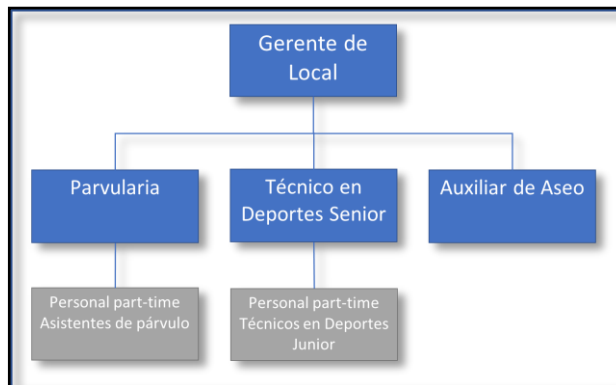 Gerente de
Local
Parvularia
Técnico en
Deportes Senior
Auxiliar de Aseo
Personal part-time
Asistentes de párvulo
Personal part-time
Técnicos en Deportes
Junior